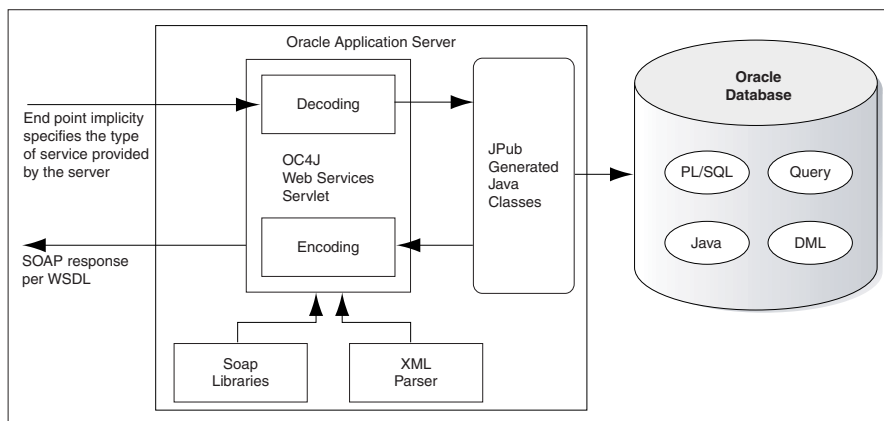 Oracle Application Server
Decoding
OC4J
Web Services
Servlet
Encoding
End point implicity
specifies the type
of service provided
by the server
SOAP response
per WSDL
JPub
Generated
Java
Classes
Soap
Libraries
XML
Parser
Oracle
Database
PL/SQL
Query
Java
DML